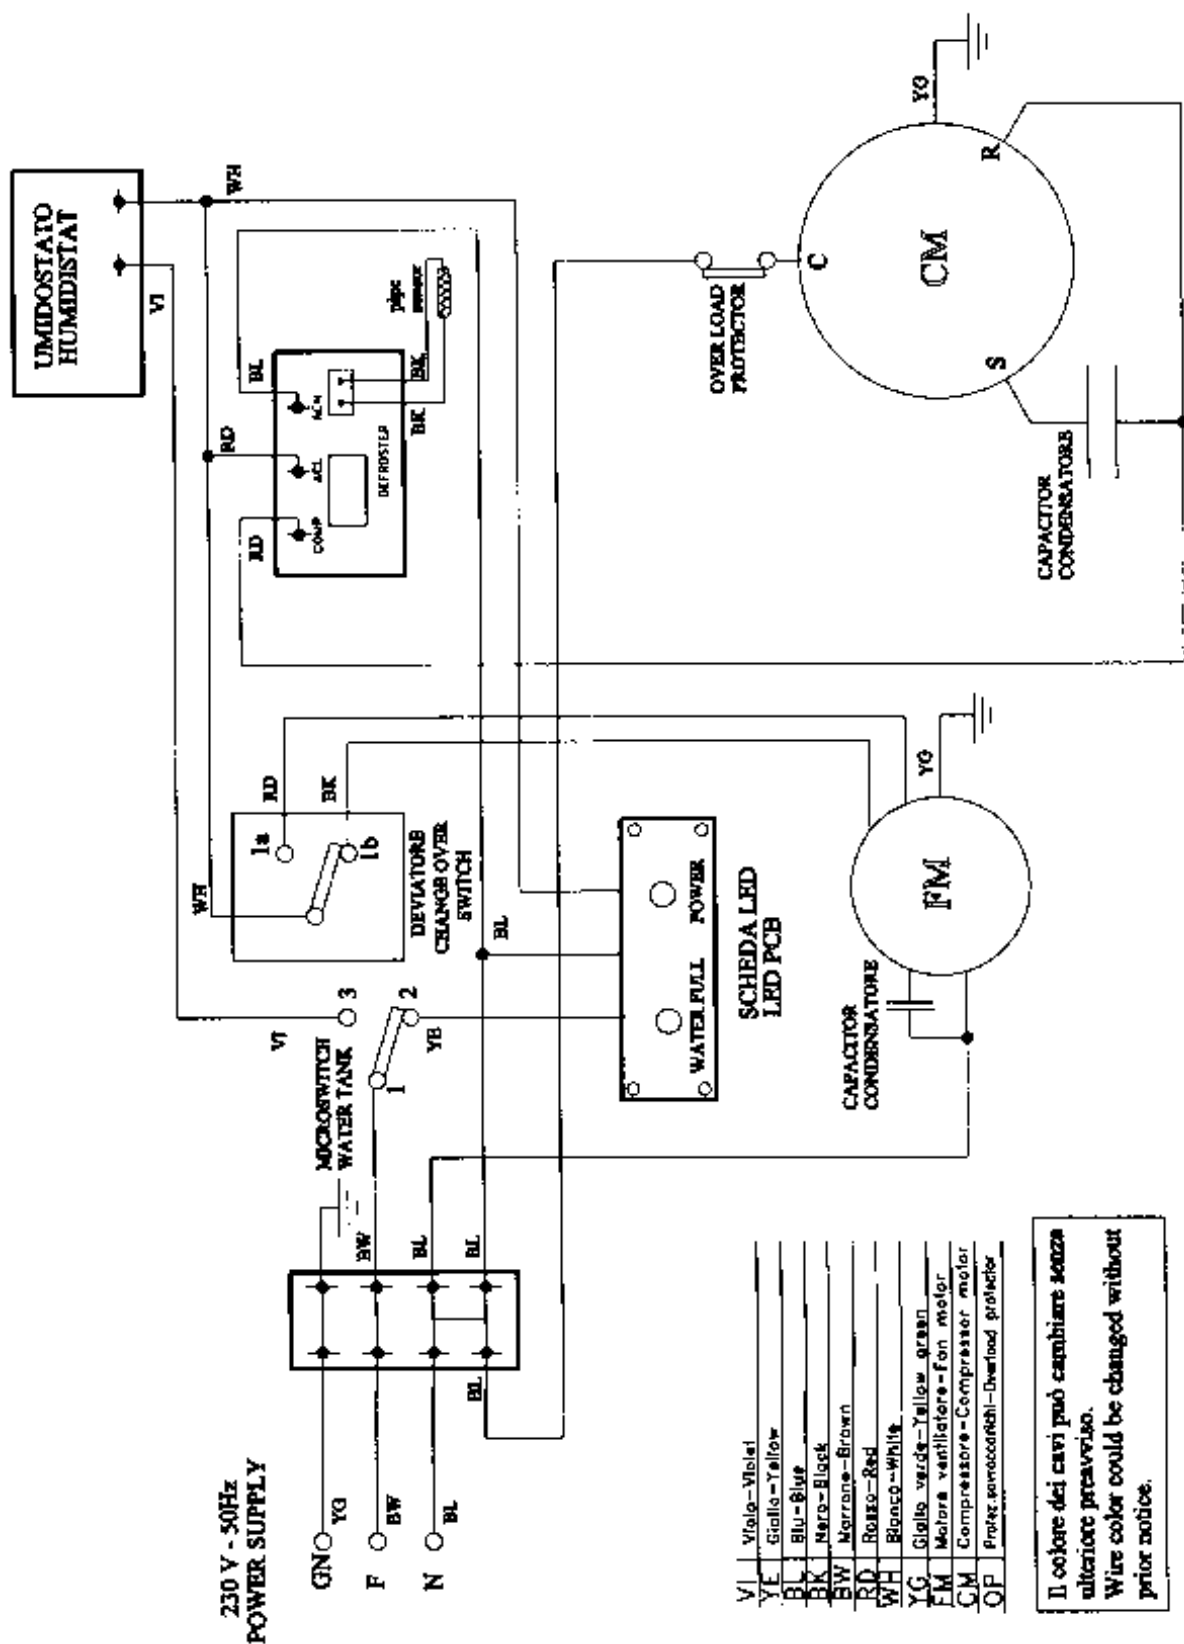 230 V - 50Hz
POWER SUPPLY
GN
YG
F
BW
N
BL
BL
BW
BL
BL
MICROSWITCH
WATER TANK
1
2
3
VI
YE
UMIDOSTATO
HUMIDISTAT
VI
WH
WH
1a
1b
RD
BK
DEVIATORE
CHANGE OVER
SWITCH
BL
RD
RD
BL
COMP
ACL
ACN
DEFROSTER
BK
BK
pipe
sensor
WATER FULL
POWER
SCHEDA LED
LED PCB
OVER LOAD
PROTECTOR
C
CM
S
R
YG
CAPACITOR
CONDENSATORE
FM
YG
CAPACITOR
CONDENSATORE
VI Viola-Violet
YE Giallo-Yellow
BL Blu-Blue
BK Nero-Black
BW Marrone-Brown
RD Rosso-Red
WH Bianco-White
YG Giallo verde-Yellow green
FM Motore ventilatore-Fan motor
CM Compressore-Compressor motor
OP Overload protector
Il colore dei cavi può cambiare senza
ulteriore preavviso.
Wire color could be changed without
prior notice.